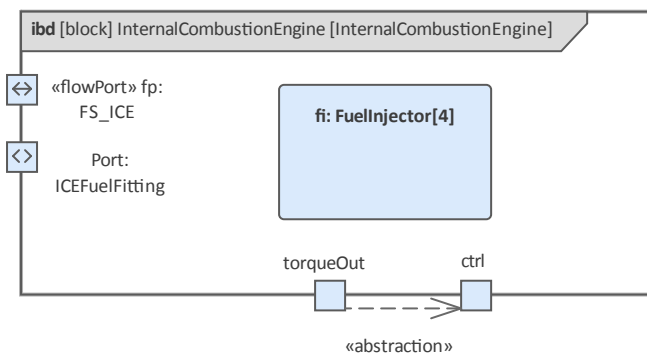 ibd [block] InternalCombustionEngine [InternalCombustionEngine]
«flowPort» fp:
FS_ICE
fi: FuelInjector[4]
Port:
ICEFuelFitting
torqueOut
ctrl
«abstraction»